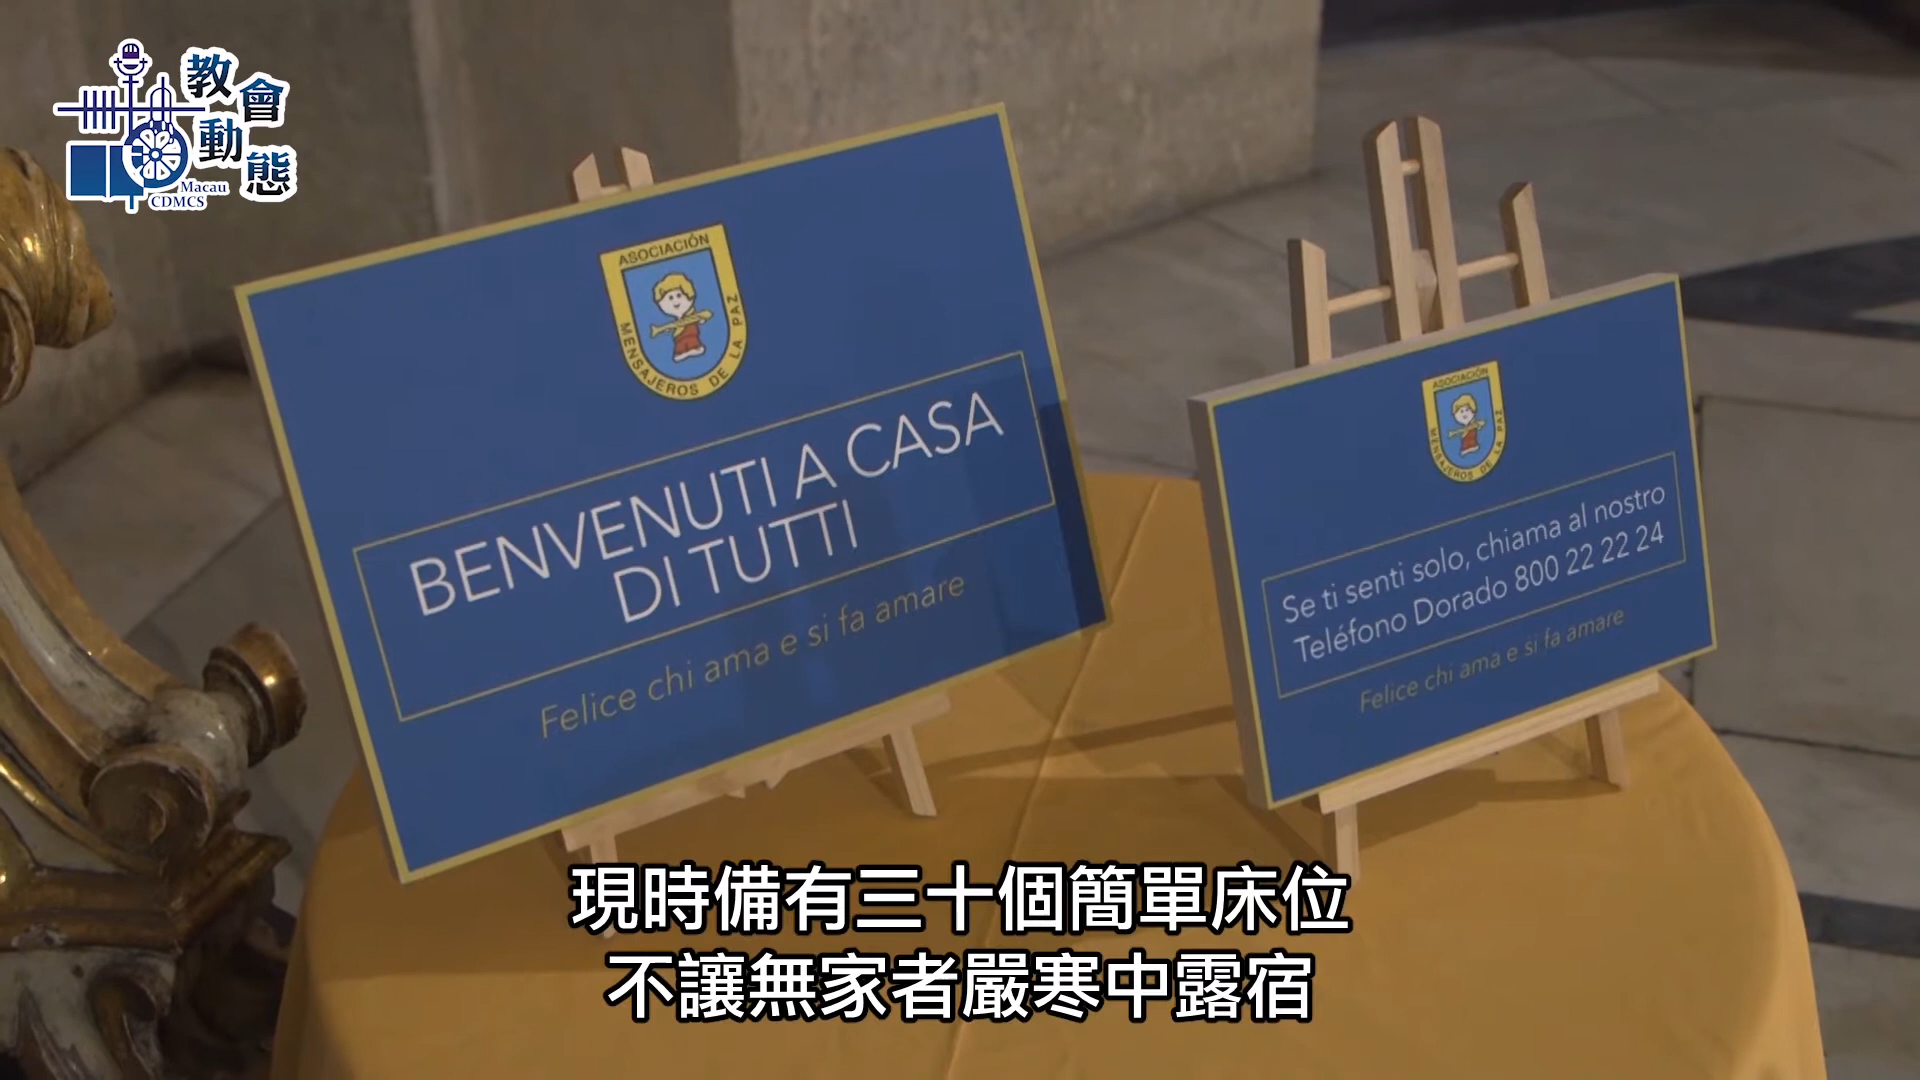 教會動態
Macau
CDMCS
ASOCIACIÓN
MENSAJEROS DE LA PAZ
BENVENUTI A CASA
DI TUTTI
Felice chi ama e si fa amare
ASOCIACIÓN
MENSAJEROS DE LA PAZ
Se ti senti solo, chiama al nostro
Teléfono Dorado 800 22 22 24
Felice chi ama e si fa amare
現時備有三十個簡單床位
不讓無家者嚴寒中露宿